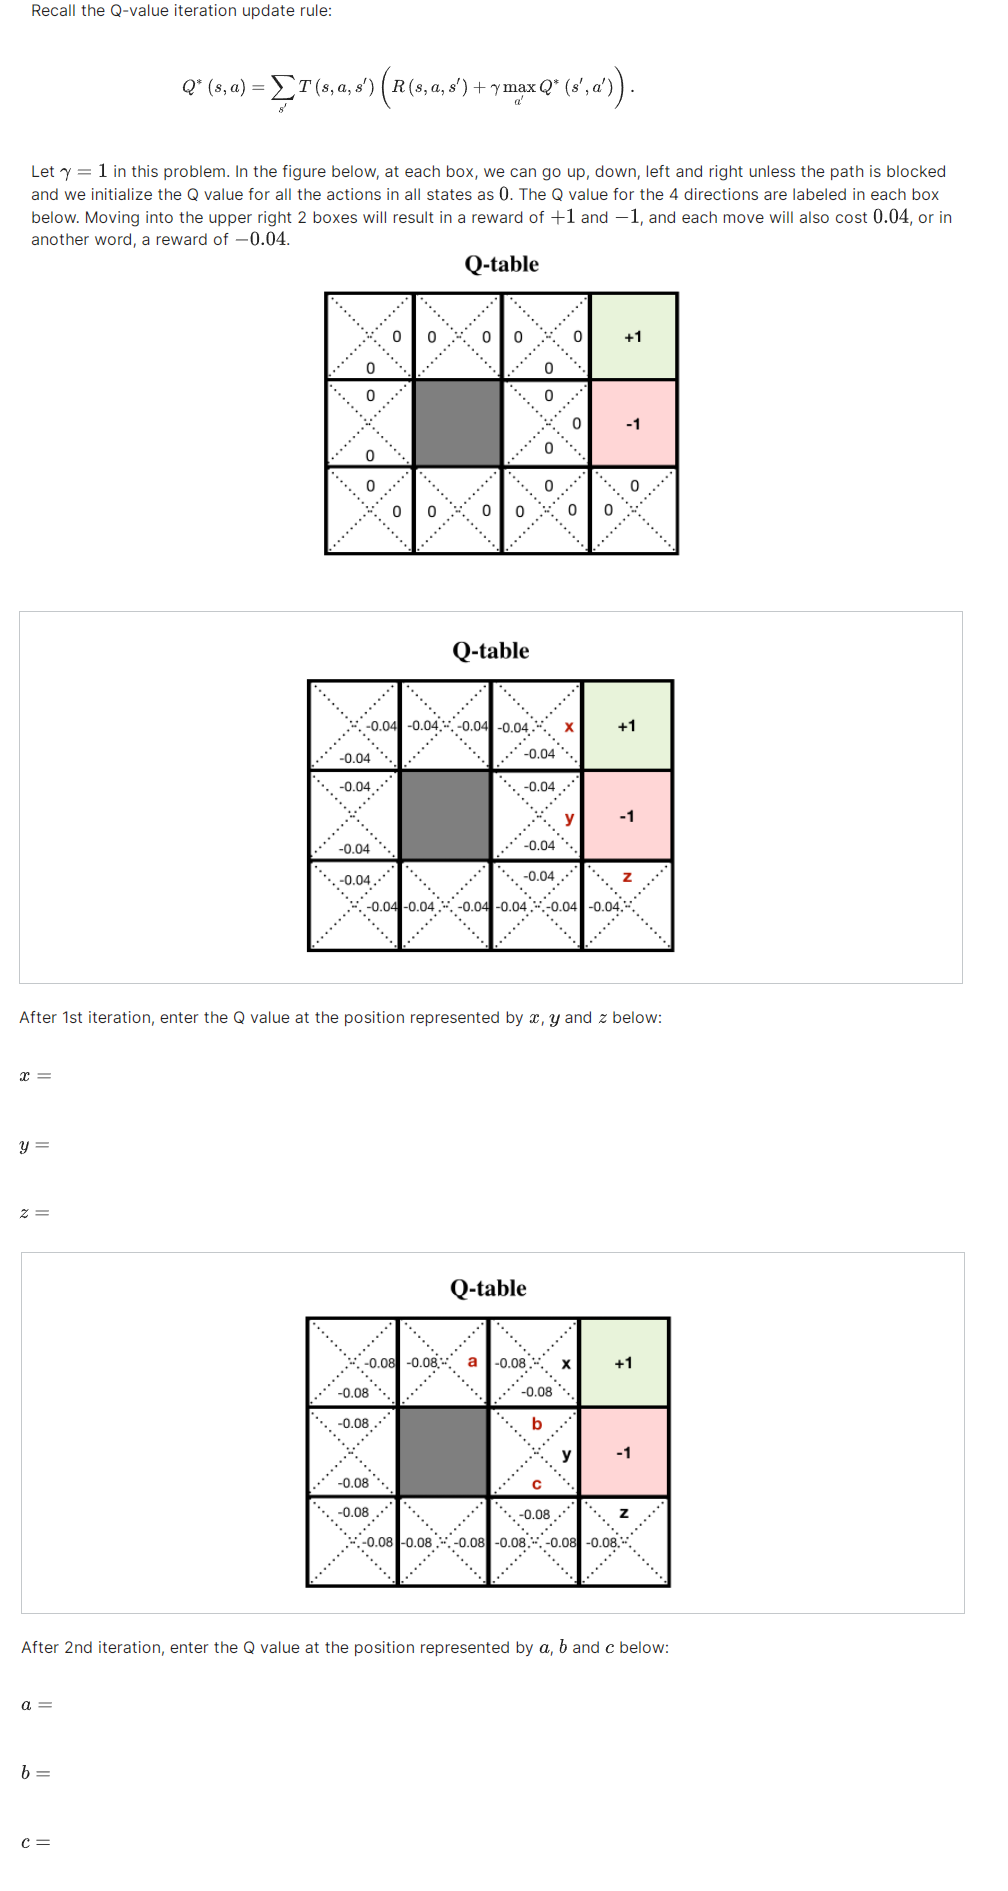 Recall the Q-value iteration update rule:
Q* (s, a) = ∑_{s′} T (s, a, s′) ( R (s, a, s′) + γ max_{a′} Q* (s′, a′) ) .
Let γ = 1 in this problem. In the figure below, at each box, we can go up, down, left and right unless the path is blocked
and we initialize the Q value for all the actions in all states as 0. The Q value for the 4 directions are labeled in each box
below. Moving into the upper right 2 boxes will result in a reward of +1 and −1, and each move will also cost 0.04, or in
another word, a reward of −0.04.
Q-table
0 0 0 0 0 +1
0 0
0 0
0 -1
0 0
0 0 0
0 0 0 0 0 0
Q-table
-0.04 -0.04 -0.04 -0.04 x +1
-0.04 -0.04
-0.04 -0.04
y -1
-0.04 -0.04
-0.04 -0.04 z
-0.04 -0.04 -0.04 -0.04 -0.04 -0.04
After 1st iteration, enter the Q value at the position represented by x, y and z below:
x =
y =
z =
Q-table
-0.08 -0.08 a -0.08 x +1
-0.08 -0.08
-0.08 b
y -1
-0.08 c
-0.08 -0.08 z
-0.08 -0.08 -0.08 -0.08 -0.08 -0.08
After 2nd iteration, enter the Q value at the position represented by a, b and c below:
a =
b =
c =